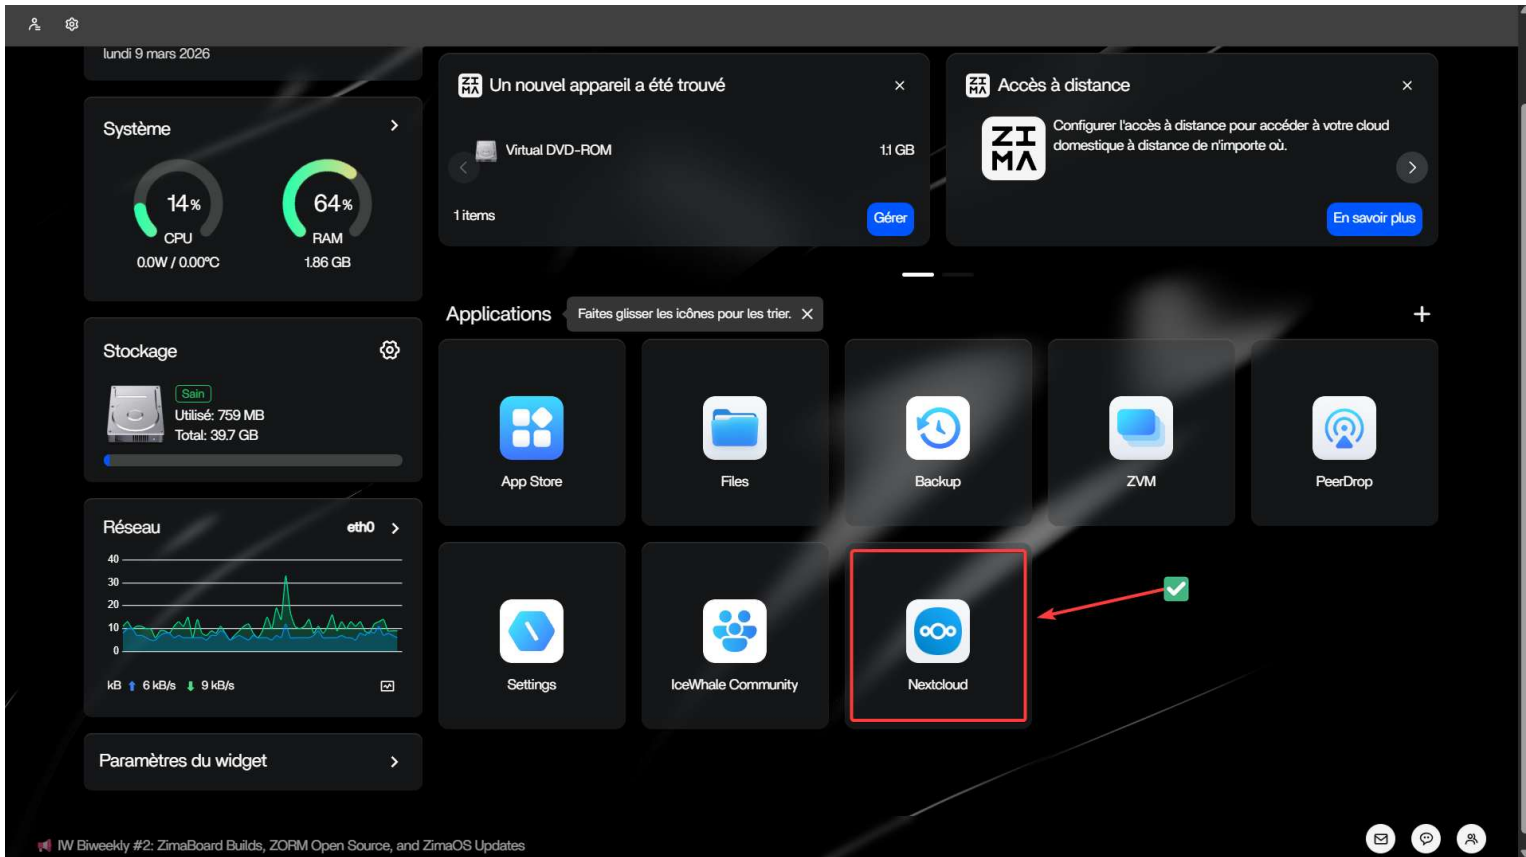 lundi 9 mars 2026
Système
14%
CPU
0.0W / 0.00°C
64%
RAM
1.86 GB
ZIMA
Un nouvel appareil a été trouvé
Virtual DVD-ROM
1.1 GB
1 items
Gérer
ZIMA
Accès à distance
ZIMA
Configurer l'accès à distance pour accéder à votre cloud
domestique à distance de n'importe où.
En savoir plus
Stockage
Sain
Utilisé: 759 MB
Total: 39.7 GB
Réseau
eth0
40
30
20
10
0
kB
6 kB/s
9 kB/s
Paramètres du widget
Applications
Faites glisser les icônes pour les trier.
App Store
Files
Backup
ZVM
PeerDrop
Settings
IceWhale Community
Nextcloud
IW Biweekly #2: ZimaBoard Builds, ZORM Open Source, and ZimaOS Updates